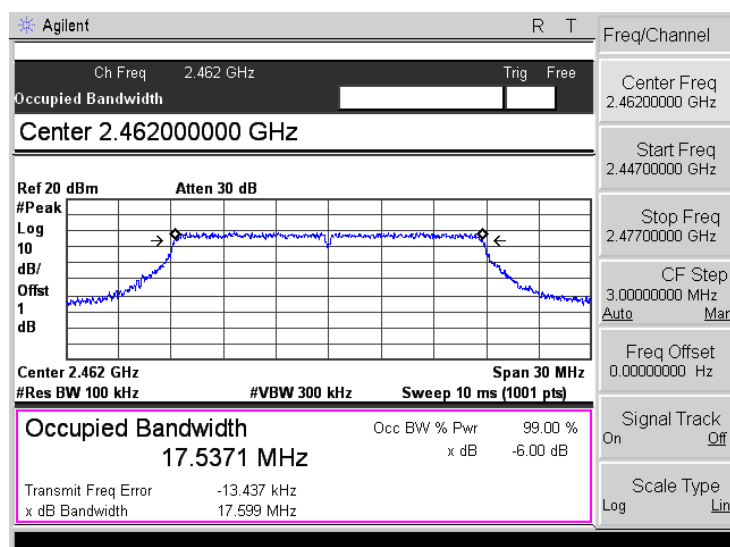 Agilent R T
Ch Freq 2.462 GHz Trig Free
Occupied Bandwidth
Center 2.462000000 GHz
Ref 20 dBm Atten 30 dB
#Peak
Log
10
dB/
Offst
1
dB
Center 2.462 GHz Span 30 MHz
#Res BW 100 kHz #VBW 300 kHz Sweep 10 ms (1001 pts)
Occupied Bandwidth
17.5371 MHz
Occ BW % Pwr 99.00 %
x dB -6.00 dB
Transmit Freq Error -13.437 kHz
x dB Bandwidth 17.599 MHz
Freq/Channel
Center Freq
2.46200000 GHz
Start Freq
2.44700000 GHz
Stop Freq
2.47700000 GHz
CF Step
3.00000000 MHz
Auto Man
Freq Offset
0.00000000 Hz
Signal Track
On Off
Scale Type
Log Lin